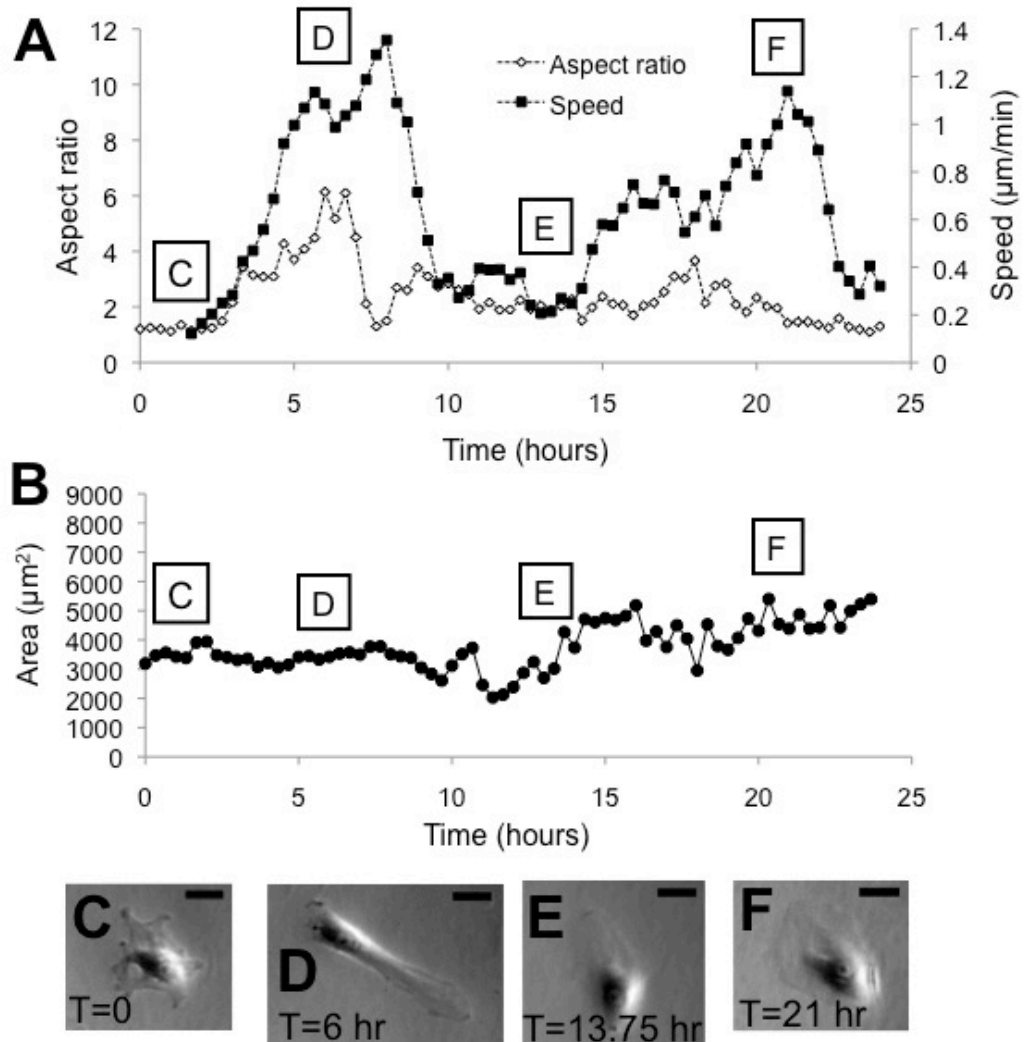 A
12
10
8
6
4
2
0
Aspect ratio
C
D
E
F
Aspect ratio
Speed
1.4
1.2
1
0.8
0.6
0.4
0.2
0
Speed (μm/min)
0 5 10 15 20 25
Time (hours)
B
9000
8000
7000
6000
5000
4000
3000
2000
1000
0
Area (μm²)
C
D
E
F
0 5 10 15 20 25
Time (hours)
C
T=0
D
T=6 hr
E
T=13.75 hr
F
T=21 hr